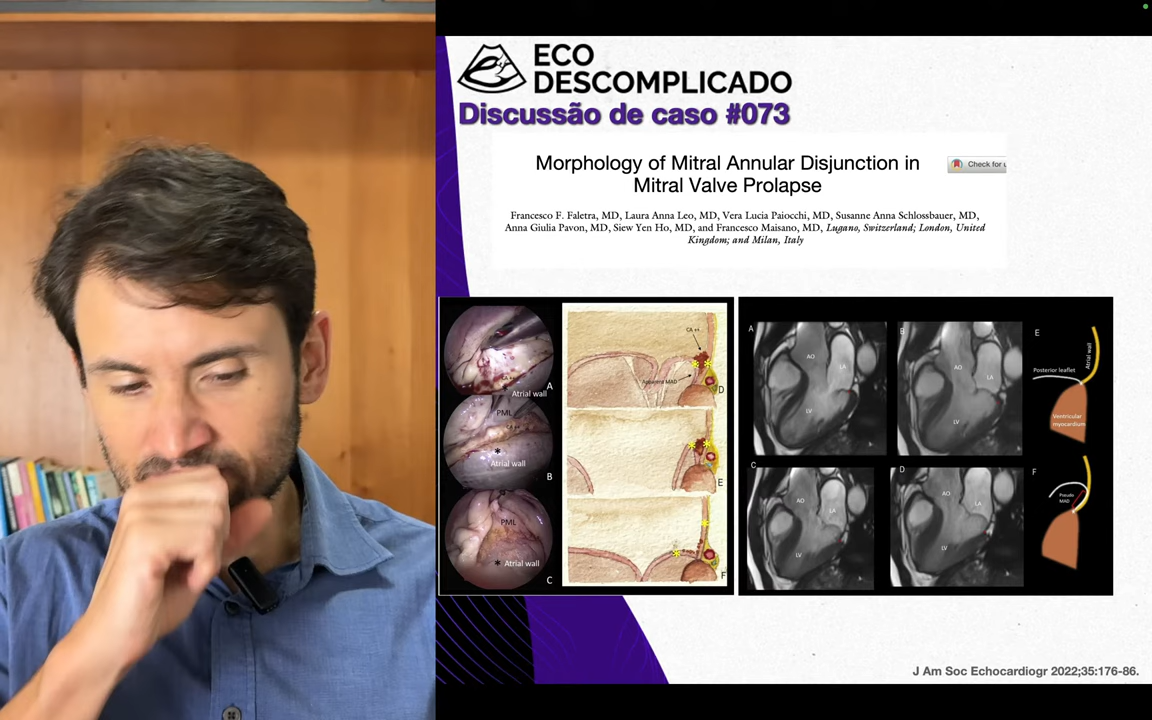 ECO
DESCOMPLICADO
Discussão de caso #073
Morphology of Mitral Annular Disjunction in
Mitral Valve Prolapse
Check for u
Francesco F. Faletra, MD, Laura Anna Leo, MD, Vera Lucia Paiocchi, MD, Susanne Anna Schlossbauer, MD,
Anna Giulia Pavon, MD, Siew Yen Ho, MD, and Francesco Maisano, MD, Lugano, Switzerland; London, United
Kingdom; and Milan, Italy
A
Atrial wall
PML
Atrial wall
B
PML
Atrial wall
C
Apparent MAD
D
E
F
A
AO
LA
LV
B
AO
LA
LV
C
AO
LA
LV
D
AO
LA
LV
E
Atrial wall
Posterior leaflet
Ventricular
myocardium
F
Pseudo
MAD
J Am Soc Echocardiogr 2022;35:176-86.